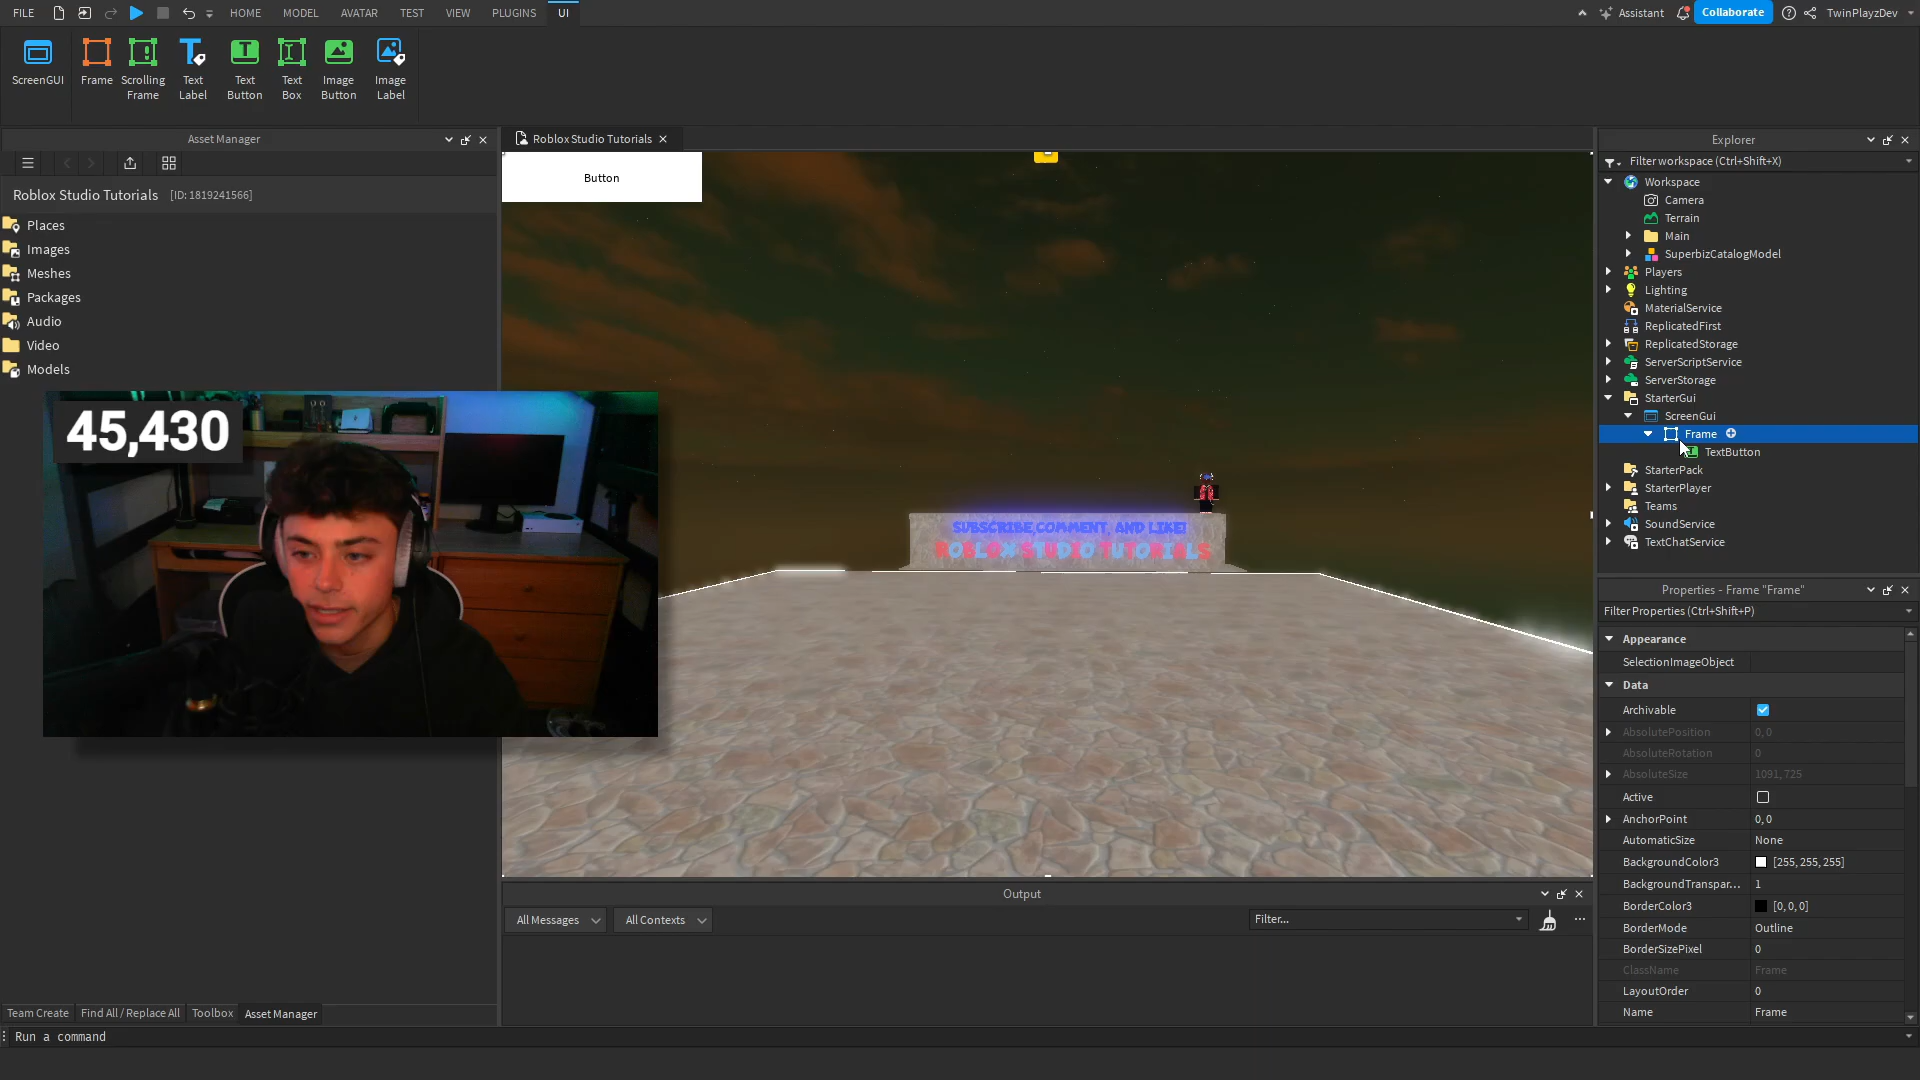 FILE HOME MODEL AVATAR TEST VIEW PLUGINS UI Assistant Collaborate TwinPlayzDev
ScreenGUI Frame Scrolling Frame Text Label Text Button Text Box Image Button Image Label
Asset Manager
Roblox Studio Tutorials [ID: 1819241566]
Places
Images
Meshes
Packages
Audio
Video
Models
45,430
Team Create Find All / Replace All Toolbox Asset Manager
Run a command
Roblox Studio Tutorials
Button
SUBSCRIBE,COMMENT, AND LIKE!
ROBLOX STUDIO TUTORIALS
Output
All Messages All Contexts Filter...
Explorer
Filter workspace (Ctrl+Shift+X)
Workspace
Camera
Terrain
Main
SuperbizCatalogModel
Players
Lighting
MaterialService
ReplicatedFirst
ReplicatedStorage
ServerScriptService
ServerStorage
StarterGui
ScreenGui
Frame
TextButton
StarterPack
StarterPlayer
Teams
SoundService
TextChatService
Properties - Frame "Frame"
Filter Properties (Ctrl+Shift+P)
Appearance
SelectionImageObject
Data
Archivable
AbsolutePosition 0, 0
AbsoluteRotation 0
AbsoluteSize 1091, 725
Active
AnchorPoint 0, 0
AutomaticSize None
BackgroundColor3 [255, 255, 255]
BackgroundTranspar... 1
BorderColor3 [0, 0, 0]
BorderMode Outline
BorderSizePixel 0
ClassName Frame
LayoutOrder 0
Name Frame